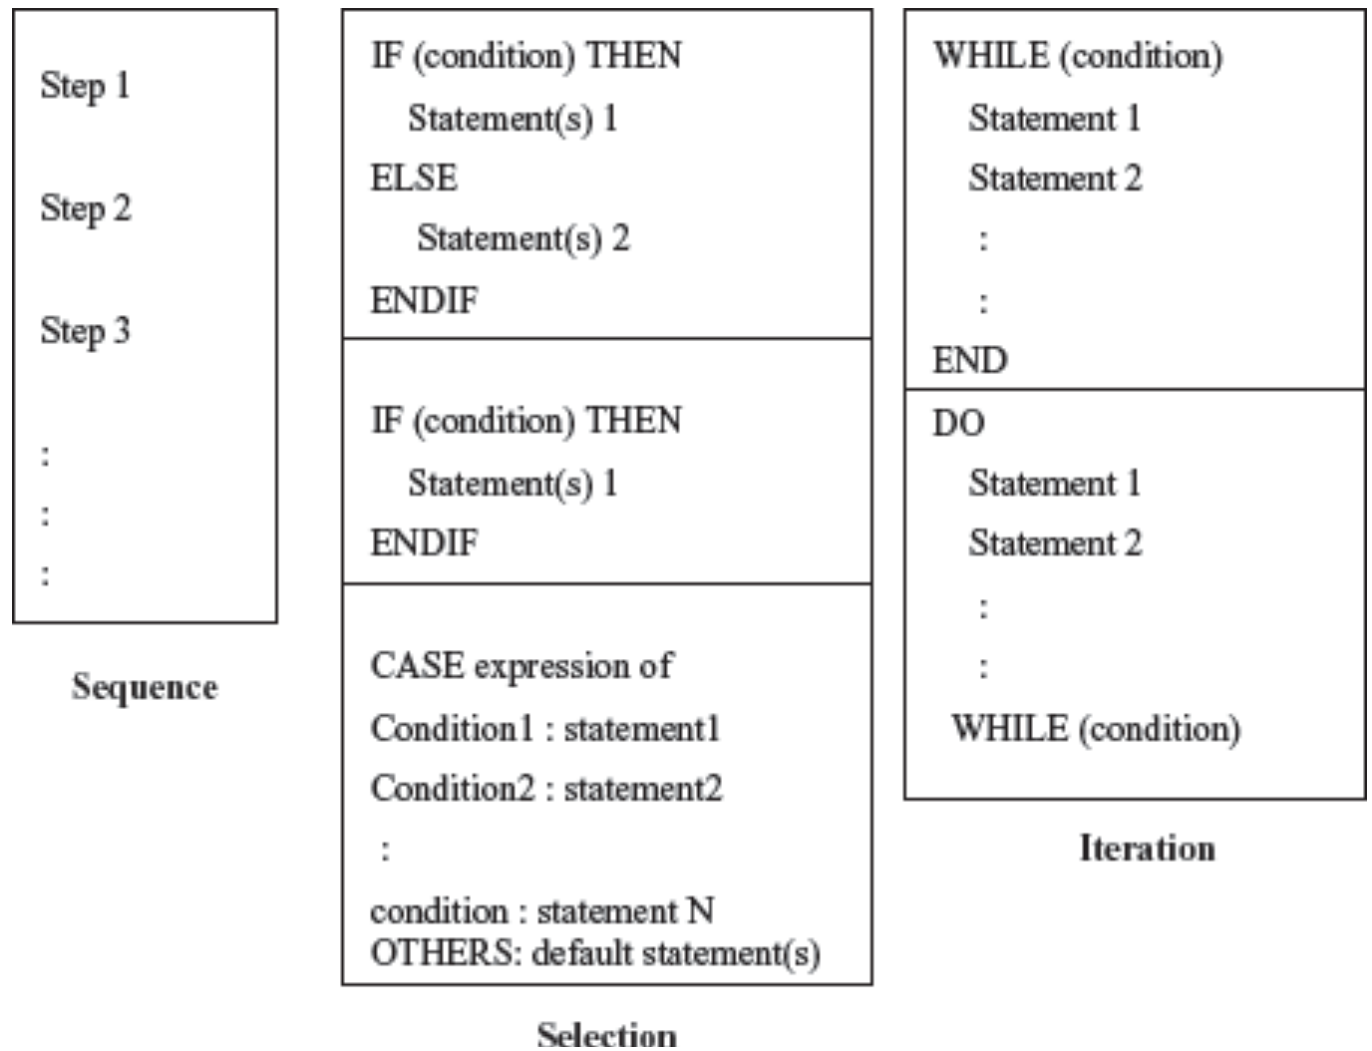 Step 1
Step 2
Step 3
:
:
:
Sequence
IF (condition) THEN
Statement(s) 1
ELSE
Statement(s) 2
ENDIF
IF (condition) THEN
Statement(s) 1
ENDIF
CASE expression of
Condition1 : statement1
Condition2 : statement2
:
condition : statement N
OTHERS: default statement(s)
Selection
WHILE (condition)
Statement 1
Statement 2
:
:
END
DO
Statement 1
Statement 2
:
:
WHILE (condition)
Iteration